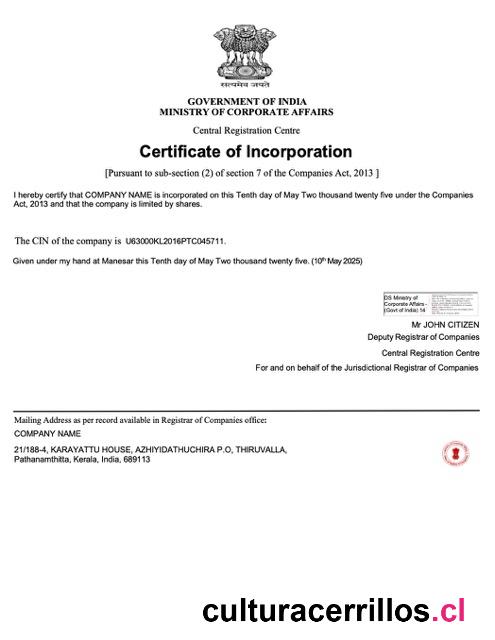 सत्यमेव जयते
GOVERNMENT OF INDIA
MINISTRY OF CORPORATE AFFAIRS
Central Registration Centre
Certificate of Incorporation
[Pursuant to sub-section (2) of section 7 of the Companies Act, 2013 ]
I hereby certify that COMPANY NAME is incorporated on this Tenth day of May Two thousand twenty five under the Companies
Act, 2013 and that the company is limited by shares.
The CIN of the company is U63000KL2016PTC045711.
Given under my hand at Manesar this Tenth day of May Two thousand twenty five. (10th May 2025)
DS Ministry of
Corporate Affairs -
(Govt of India) 14
Mr JOHN CITIZEN
Deputy Registrar of Companies
Central Registration Centre
For and on behalf of the Jurisdictional Registrar of Companies
Mailing Address as per record available in Registrar of Companies office:
COMPANY NAME
21/188-4, KARAYATTU HOUSE, AZHIYIDATHUCHIRA P.O, THIRUVALLA,
Pathanamthitta, Kerala, India, 689113
culturacerrillos.cl